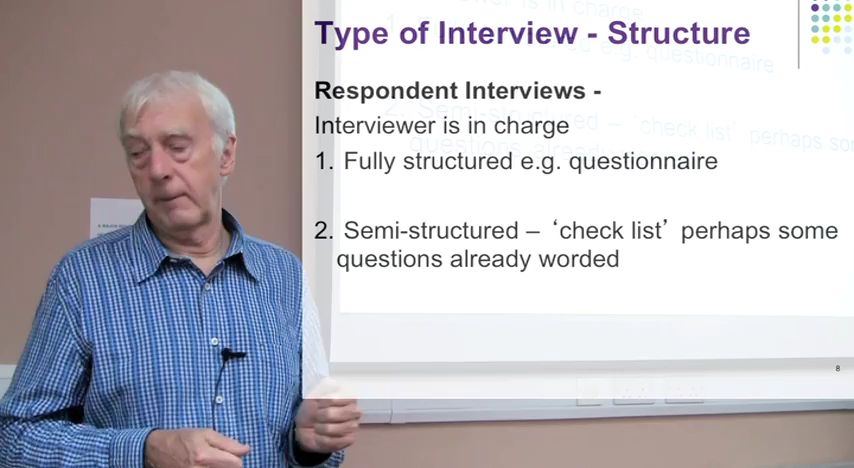 Type of Interview - Structure
Respondent Interviews -
Interviewer is in charge
1. Fully structured e.g. questionnaire
2. Semi-structured – ‘check list’ perhaps some
questions already worded
8